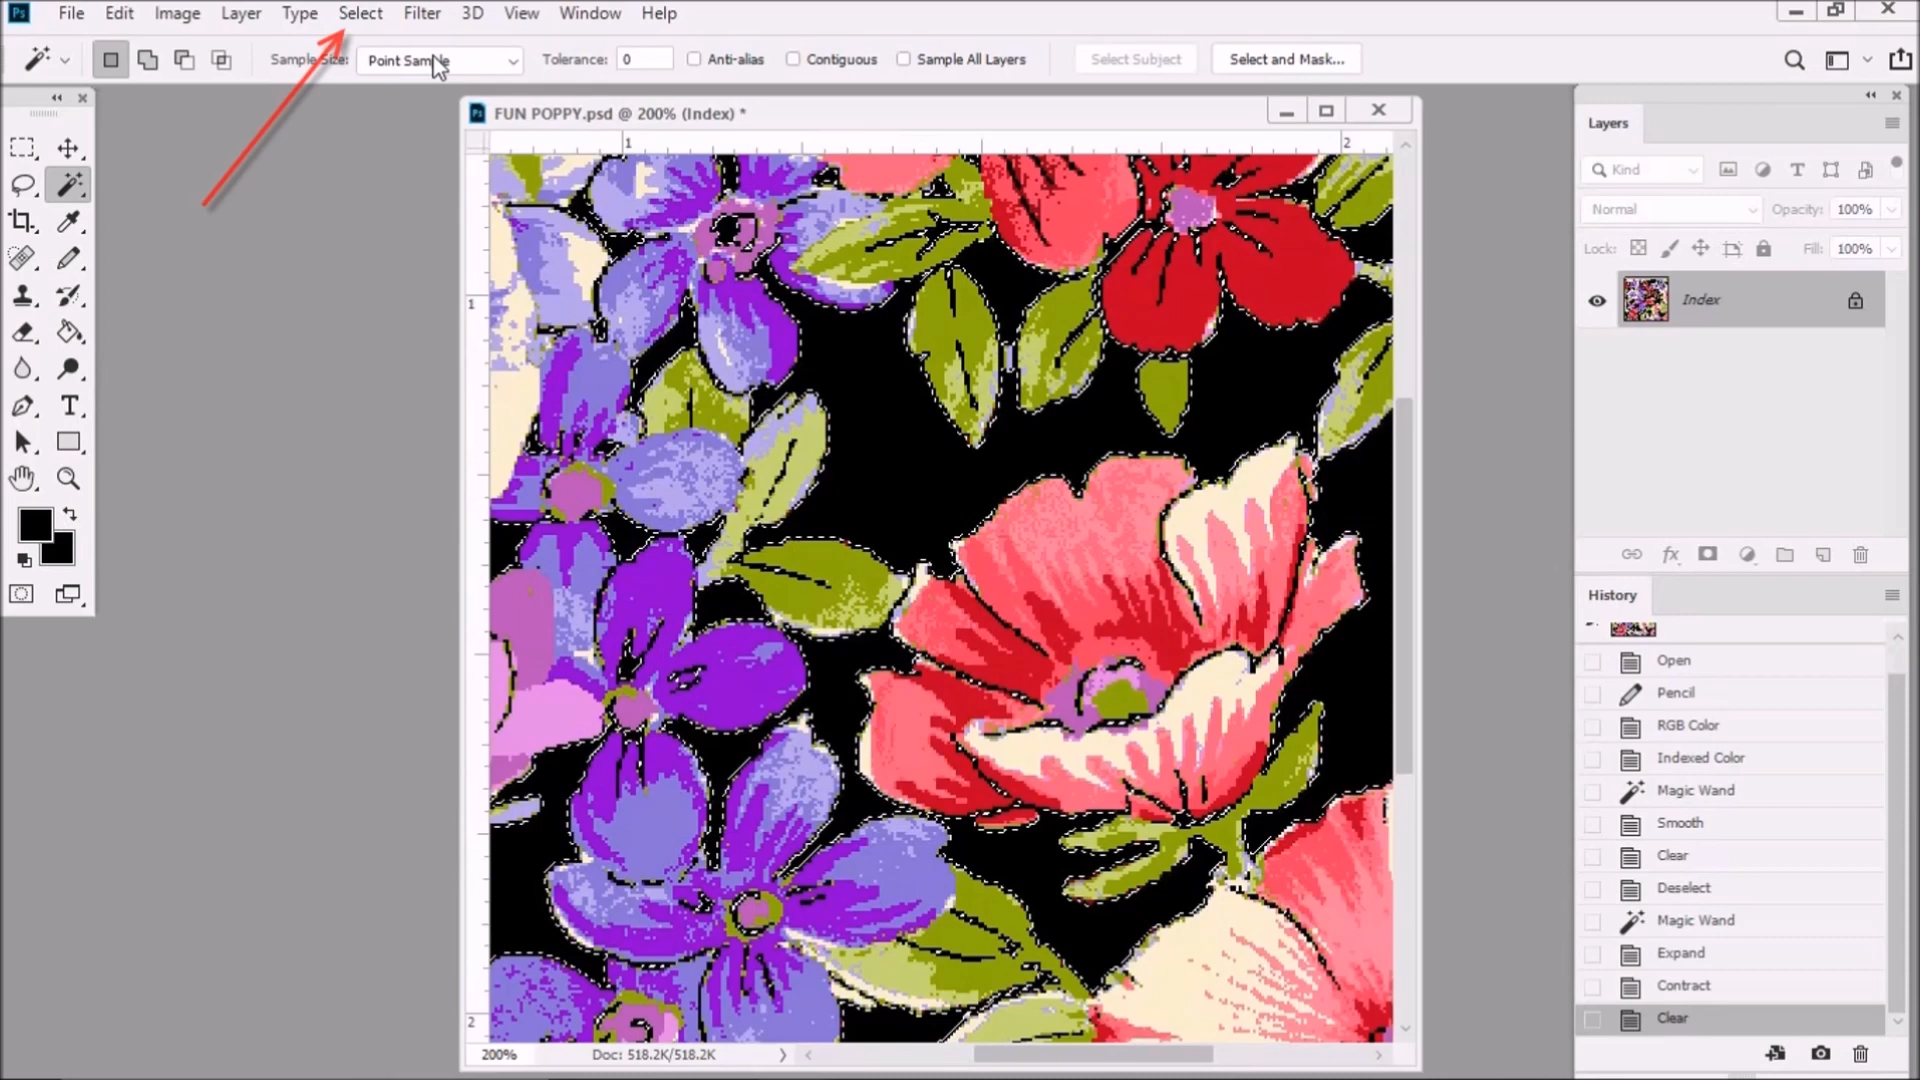 Ps File Edit Image Layer Type Select Filter 3D View Window Help
Sample Size: Point Sample Tolerance: 0 Anti-alias Contiguous Sample All Layers Select Subject Select and Mask...
FUN POPPY.psd @ 200% (Index) *
1 2
1
2
200% Doc: 518.2K/518.2K
Layers
Kind
Normal Opacity: 100%
Lock: Fill: 100%
Index
History
Open
Pencil
RGB Color
Indexed Color
Magic Wand
Smooth
Clear
Deselect
Magic Wand
Expand
Contract
Clear